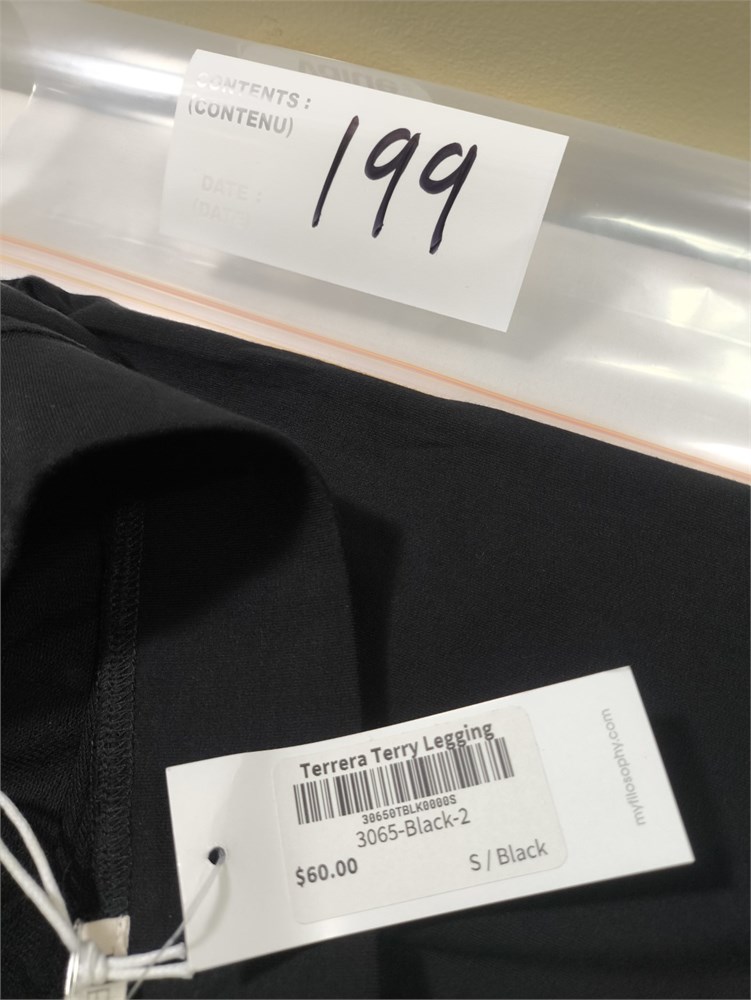 CONTENTS :
(CONTENU)
199
DATE :
(DATE)
Terrera Terry Legging
30650TBLK0000S
3065-Black-2
$60.00
S / Black
myfilosophy.com